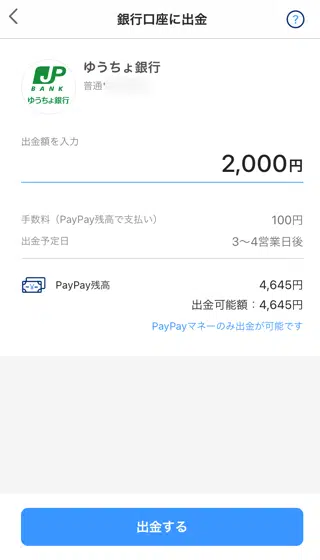 銀行口座に出金
?
JP
BANK
ゆうちょ銀行
ゆうちょ銀行
普通*
出金額を入力
2,000円
手数料（PayPay残高で支払い） 100円
出金予定日 3〜4営業日後
PayPay残高 4,645円
出金可能額：4,645円
PayPayマネーのみ出金が可能です
出金する